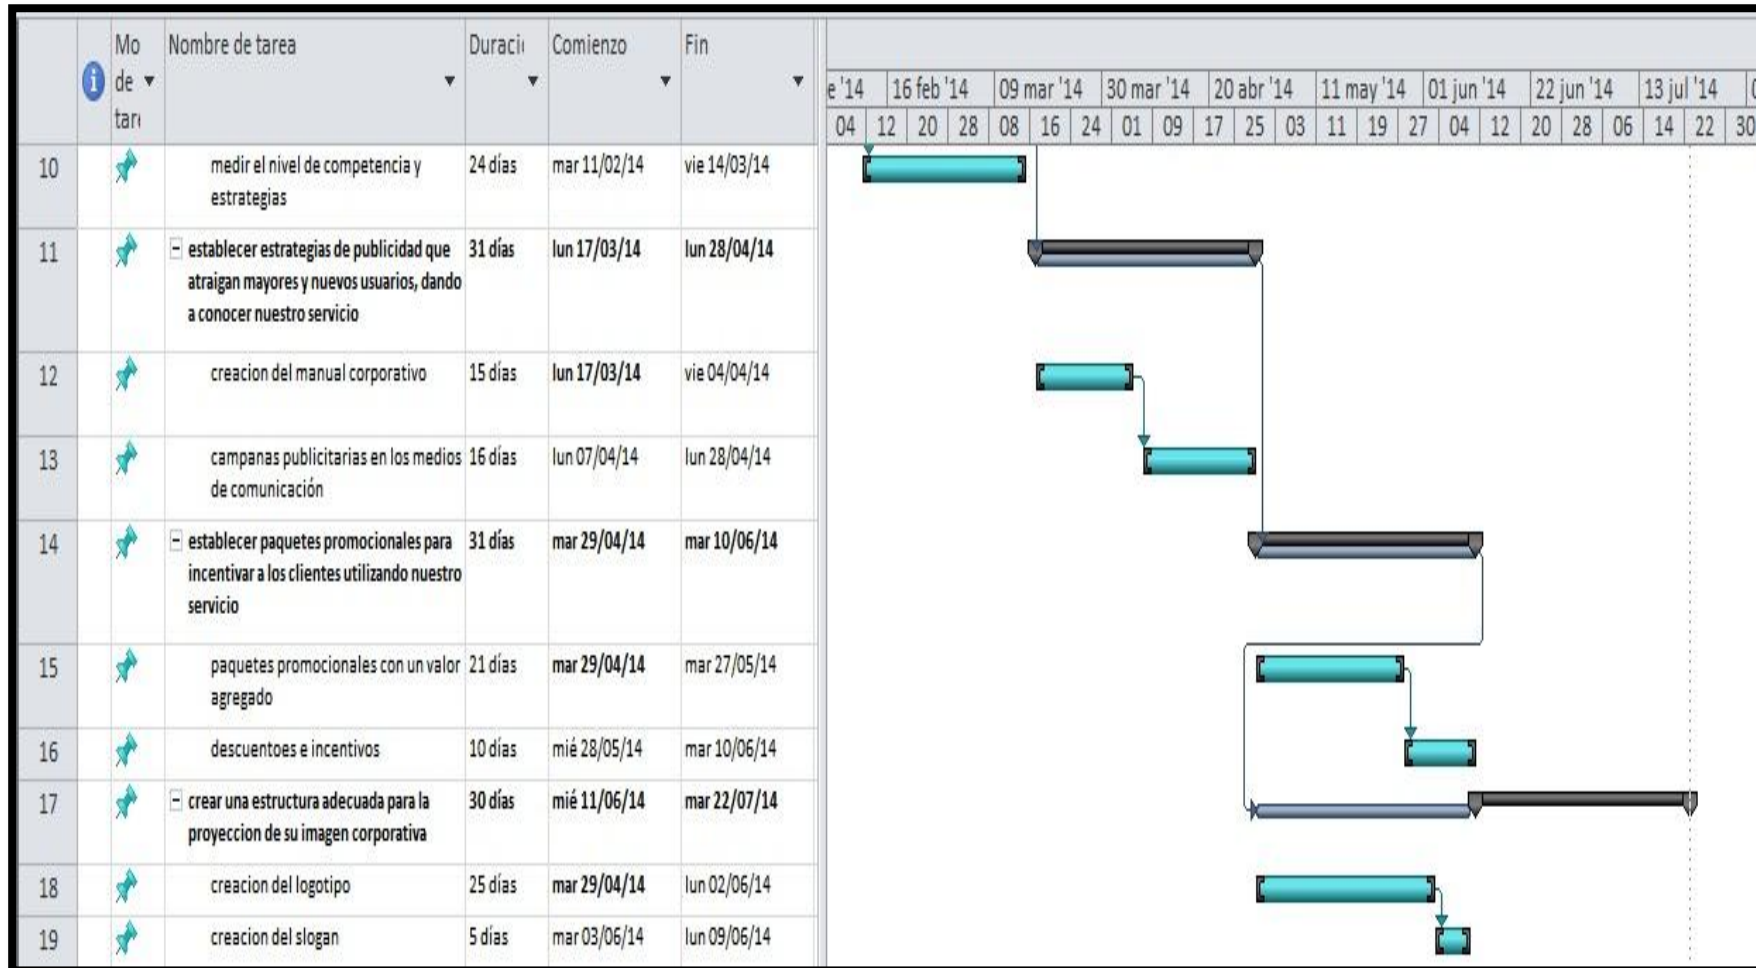 Mo
de
tare
Nombre de tarea
Duració
Comienzo
Fin
e '14 16 feb '14 09 mar '14 30 mar '14 20 abr '14 11 may '14 01 jun '14 22 jun '14 13 jul '14 0
04 12 20 28 08 16 24 01 09 17 25 03 11 19 27 04 12 20 28 06 14 22 30
10 medir el nivel de competencia y 24 días mar 11/02/14 vie 14/03/14
estrategias
11 establecer estrategias de publicidad que 31 días lun 17/03/14 lun 28/04/14
atraigan mayores y nuevos usuarios, dando
a conocer nuestro servicio
12 creacion del manual corporativo 15 días lun 17/03/14 vie 04/04/14
13 campanas publicitarias en los medios 16 días lun 07/04/14 lun 28/04/14
de comunicación
14 establecer paquetes promocionales para 31 días mar 29/04/14 mar 10/06/14
incentivar a los clientes utilizando nuestro
servicio
15 paquetes promocionales con un valor 21 días mar 29/04/14 mar 27/05/14
agregado
16 descuentoes e incentivos 10 días mié 28/05/14 mar 10/06/14
17 crear una estructura adecuada para la 30 días mié 11/06/14 mar 22/07/14
proyeccion de su imagen corporativa
18 creacion del logotipo 25 días mar 29/04/14 lun 02/06/14
19 creacion del slogan 5 días mar 03/06/14 lun 09/06/14